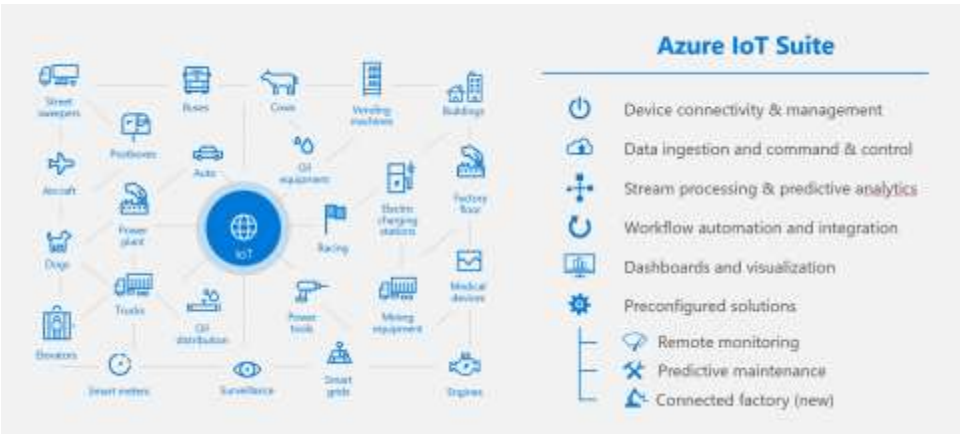 Azure IoT Suite
Street
sweepers
Buses
Cows
Vending
machines
Buildings
Postboxes
Aircraft
Auto
Oil
equipment
Electric
charging
stations
Factory
floor
Power
plant
IoT
Racing
Dogs
Trucks
Oil
distribution
Power
tools
Mining
equipment
Medical
devices
Elevators
Smart meters
Surveillance
Smart
grids
Engines
Device connectivity & management
Data ingestion and command & control
Stream processing & predictive analytics
Workflow automation and integration
Dashboards and visualization
Preconfigured solutions
Remote monitoring
Predictive maintenance
Connected factory (new)